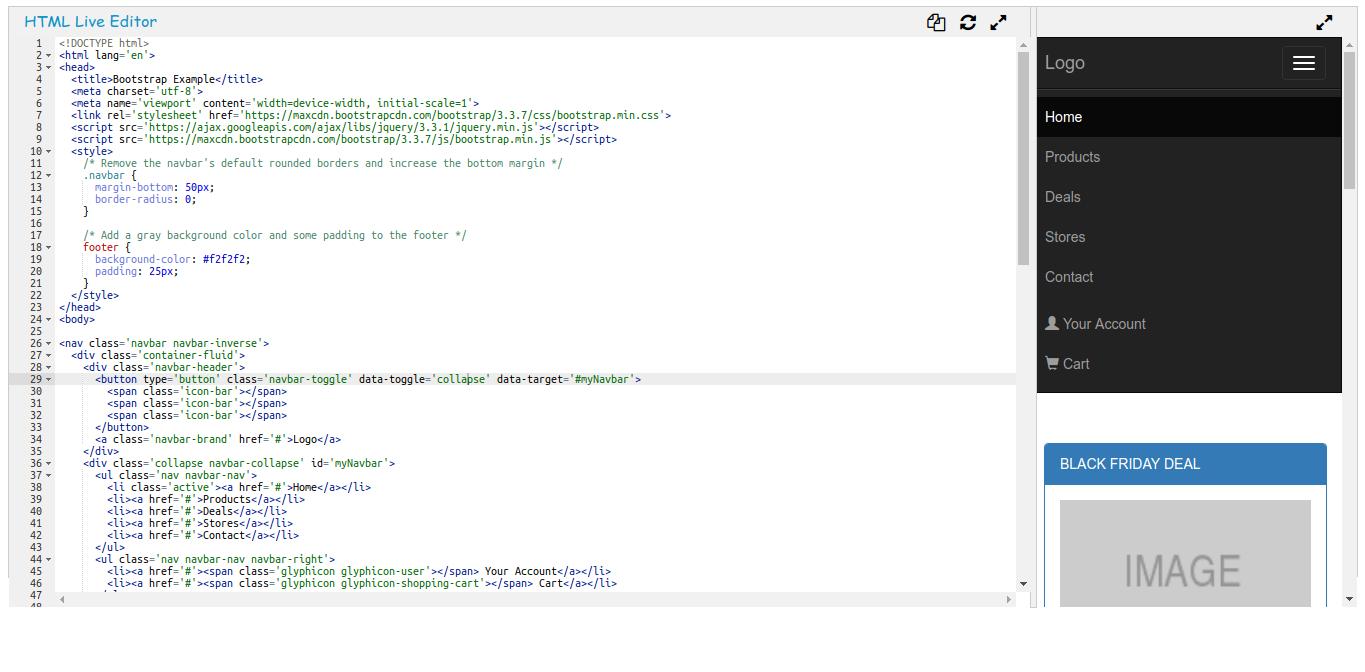 HTML Live Editor
1 <!DOCTYPE html>
2 <html lang='en'>
3 <head>
4   <title>Bootstrap Example</title>
5   <meta charset='utf-8'>
6   <meta name='viewport' content='width=device-width, initial-scale=1'>
7   <link rel='stylesheet' href='https://maxcdn.bootstrapcdn.com/bootstrap/3.3.7/css/bootstrap.min.css'>
8   <script src='https://ajax.googleapis.com/ajax/libs/jquery/3.3.1/jquery.min.js'></script>
9   <script src='https://maxcdn.bootstrapcdn.com/bootstrap/3.3.7/js/bootstrap.min.js'></script>
10   <style>
11     /* Remove the navbar's default rounded borders and increase the bottom margin */
12     .navbar {
13       margin-bottom: 50px;
14       border-radius: 0;
15     }
16
17     /* Add a gray background color and some padding to the footer */
18     footer {
19       background-color: #f2f2f2;
20       padding: 25px;
21     }
22   </style>
23 </head>
24 <body>
25
26 <nav class='navbar navbar-inverse'>
27   <div class='container-fluid'>
28     <div class='navbar-header'>
29       <button type='button' class='navbar-toggle' data-toggle='collapse' data-target='#myNavbar'>
30         <span class='icon-bar'></span>
31         <span class='icon-bar'></span>
32         <span class='icon-bar'></span>
33       </button>
34       <a class='navbar-brand' href='#'>Logo</a>
35     </div>
36     <div class='collapse navbar-collapse' id='myNavbar'>
37       <ul class='nav navbar-nav'>
38         <li class='active'><a href='#'>Home</a></li>
39         <li><a href='#'>Products</a></li>
40         <li><a href='#'>Deals</a></li>
41         <li><a href='#'>Stores</a></li>
42         <li><a href='#'>Contact</a></li>
43       </ul>
44       <ul class='nav navbar-nav navbar-right'>
45         <li><a href='#'><span class='glyphicon glyphicon-user'></span> Your Account</a></li>
46         <li><a href='#'><span class='glyphicon glyphicon-shopping-cart'></span> Cart</a></li>
47
Logo
Home
Products
Deals
Stores
Contact
Your Account
Cart
BLACK FRIDAY DEAL
IMAGE